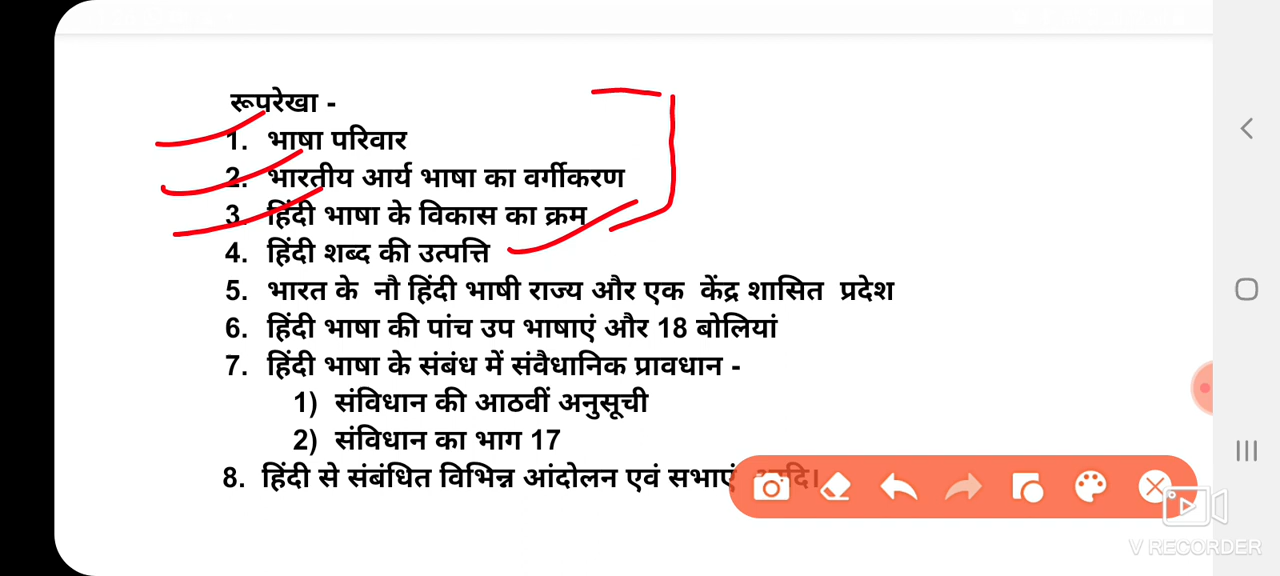 रूपरेखा -
1. भाषा परिवार
2. भारतीय आर्य भाषा का वर्गीकरण
3. हिंदी भाषा के विकास का क्रम
4. हिंदी शब्द की उत्पत्ति
5. भारत के नौ हिंदी भाषी राज्य और एक केंद्र शासित प्रदेश
6. हिंदी भाषा की पांच उप भाषाएं और 18 बोलियां
7. हिंदी भाषा के संबंध में संवैधानिक प्रावधान -
1) संविधान की आठवीं अनुसूची
2) संविधान का भाग 17
8. हिंदी से संबंधित विभिन्न आंदोलन एवं सभाएं आदि।
V RECORDER